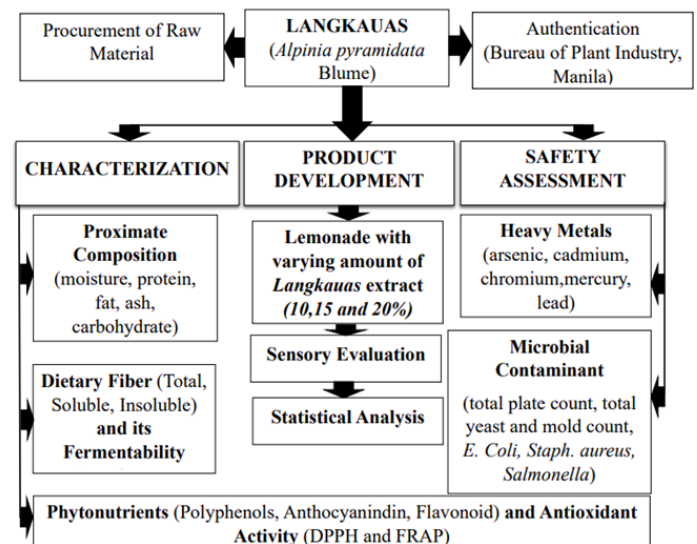 Procurement of Raw
Material
LANGKAUAS
(Alpinia pyramidata
Blume)
Authentication
(Bureau of Plant Industry,
Manila)
CHARACTERIZATION
PRODUCT
DEVELOPMENT
SAFETY
ASSESSMENT
Proximate
Composition
(moisture, protein,
fat, ash,
carbohydrate)
Dietary Fiber (Total,
Soluble, Insoluble)
and its
Fermentability
Lemonade with
varying amount of
Langkauas extract
(10,15 and 20%)
Sensory Evaluation
Statistical Analysis
Heavy Metals
(arsenic, cadmium,
chromium,mercury,
lead)
Microbial
Contaminant
(total plate count, total
yeast and mold count,
E. Coli, Staph. aureus,
Salmonella)
Phytonutrients (Polyphenols, Anthocyanindin, Flavonoid) and Antioxidant
Activity (DPPH and FRAP)